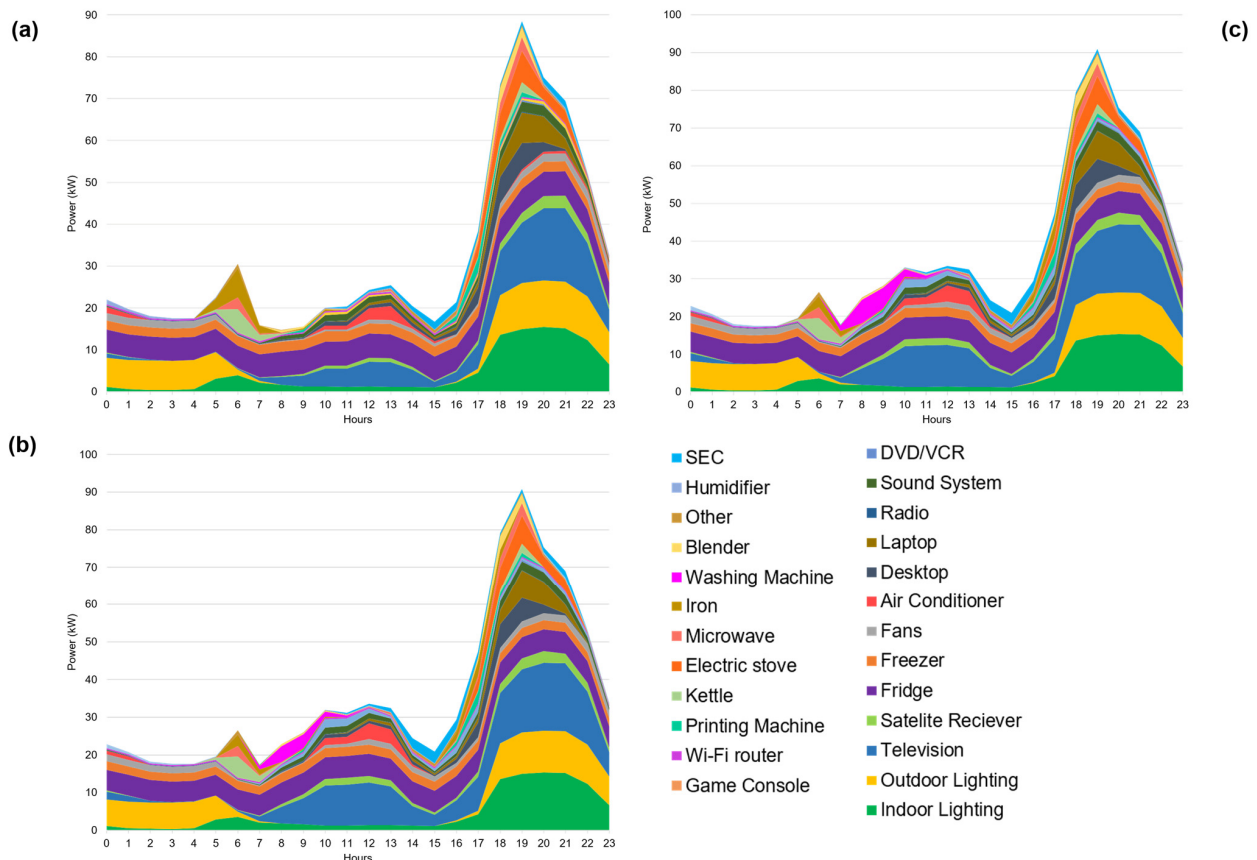 (a)
90
80
70
60
50
40
30
20
10
0
Power (kW)
0 1 2 3 4 5 6 7 8 9 10 11 12 13 14 15 16 17 18 19 20 21 22 23
Hours
(c)
100
90
80
70
60
50
40
30
20
10
0
Power (kW)
0 1 2 3 4 5 6 7 8 9 10 11 12 13 14 15 16 17 18 19 20 21 22 23
Hours
(b)
100
90
80
70
60
50
40
30
20
10
0
Power (kW)
0 1 2 3 4 5 6 7 8 9 10 11 12 13 14 15 16 17 18 19 20 21 22 23
Hours
SEC
Humidifier
Other
Blender
Washing Machine
Iron
Microwave
Electric stove
Kettle
Printing Machine
Wi-Fi router
Game Console
DVD/VCR
Sound System
Radio
Laptop
Desktop
Air Conditioner
Fans
Freezer
Fridge
Satelite Reciever
Television
Outdoor Lighting
Indoor Lighting